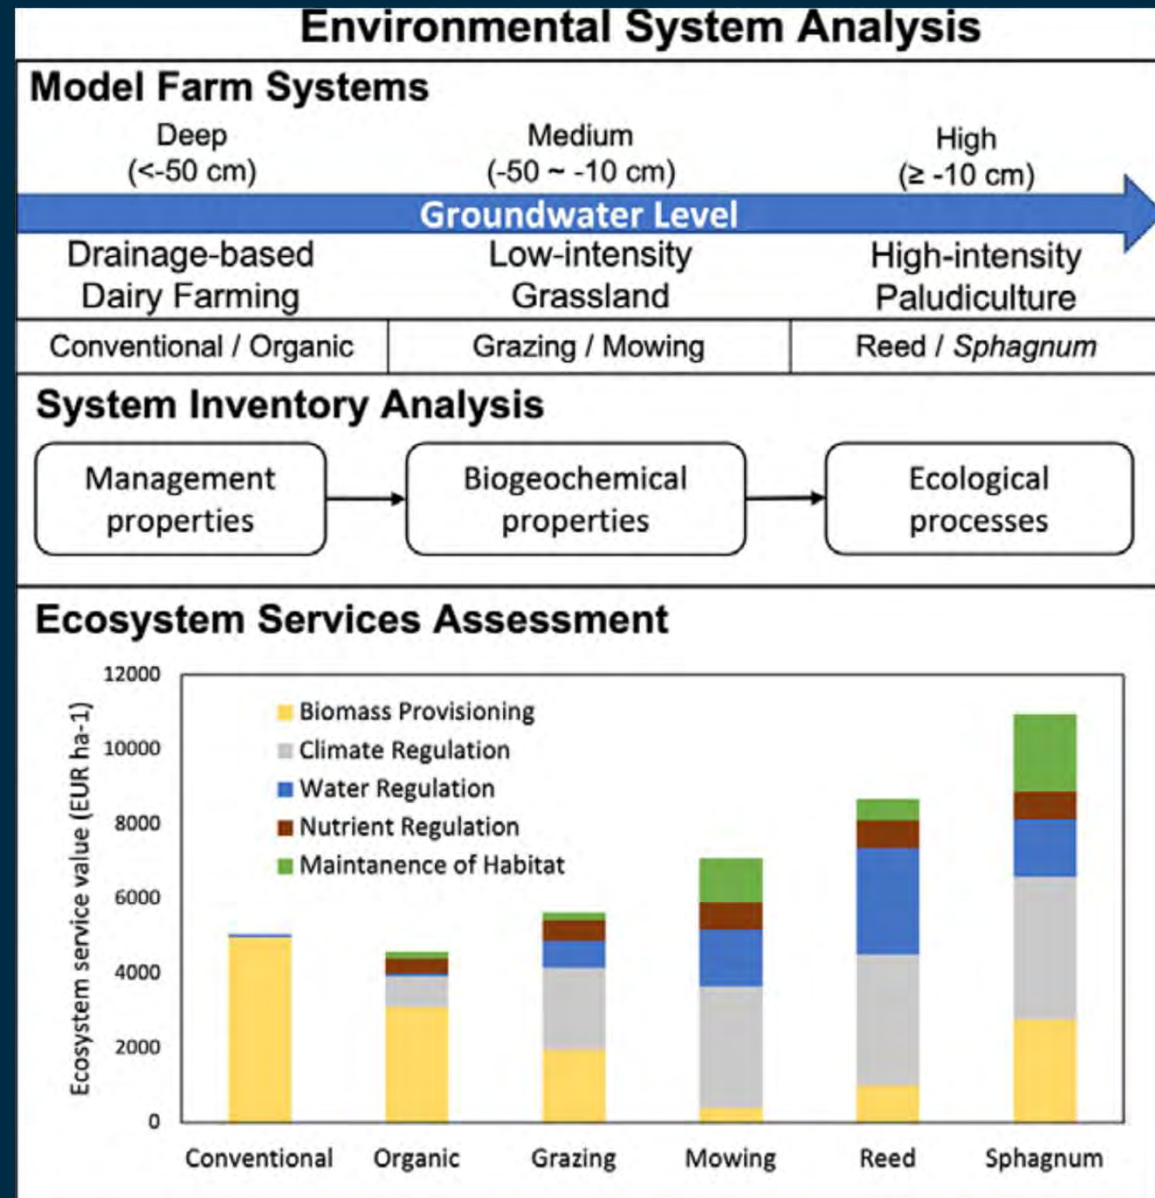 Environmental System Analysis
Model Farm Systems
Deep
(<-50 cm)
Medium
(-50 ~ -10 cm)
High
(≥ -10 cm)
Groundwater Level
Drainage-based
Dairy Farming
Low-intensity
Grassland
High-intensity
Paludiculture
Conventional / Organic
Grazing / Mowing
Reed / Sphagnum
System Inventory Analysis
Management
properties
Biogeochemical
properties
Ecological
processes
Ecosystem Services Assessment
Ecosystem service value (EUR ha-1)
12000
10000
8000
6000
4000
2000
0
Biomass Provisioning
Climate Regulation
Water Regulation
Nutrient Regulation
Maintanence of Habitat
Conventional
Organic
Grazing
Mowing
Reed
Sphagnum